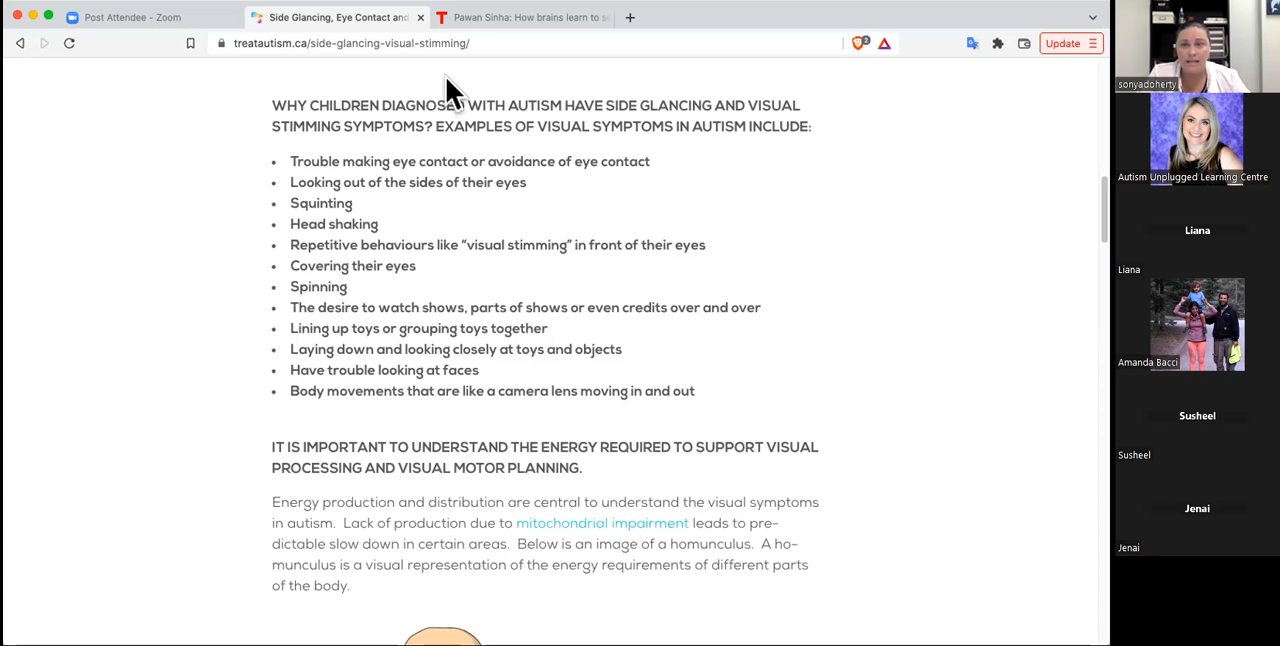 Post Attendee - Zoom
Side Glancing, Eye Contact and
Pawan Sinha: How brains learn to s
treatautism.ca/side-glancing-visual-stimming/
2
Update
WHY CHILDREN DIAGNOSED WITH AUTISM HAVE SIDE GLANCING AND VISUAL
STIMMING SYMPTOMS? EXAMPLES OF VISUAL SYMPTOMS IN AUTISM INCLUDE:
• Trouble making eye contact or avoidance of eye contact
• Looking out of the sides of their eyes
• Squinting
• Head shaking
• Repetitive behaviours like “visual stimming” in front of their eyes
• Covering their eyes
• Spinning
• The desire to watch shows, parts of shows or even credits over and over
• Lining up toys or grouping toys together
• Laying down and looking closely at toys and objects
• Have trouble looking at faces
• Body movements that are like a camera lens moving in and out
IT IS IMPORTANT TO UNDERSTAND THE ENERGY REQUIRED TO SUPPORT VISUAL
PROCESSING AND VISUAL MOTOR PLANNING.
Energy production and distribution are central to understand the visual symptoms
in autism. Lack of production due to mitochondrial impairment leads to pre-
dictable slow down in certain areas. Below is an image of a homunculus. A ho-
munculus is a visual representation of the energy requirements of different parts
of the body.
sonyadoherty
Autism Unplugged Learning Centre
Liana
Liana
Amanda Bacci
Susheel
Susheel
Jenai
Jenai